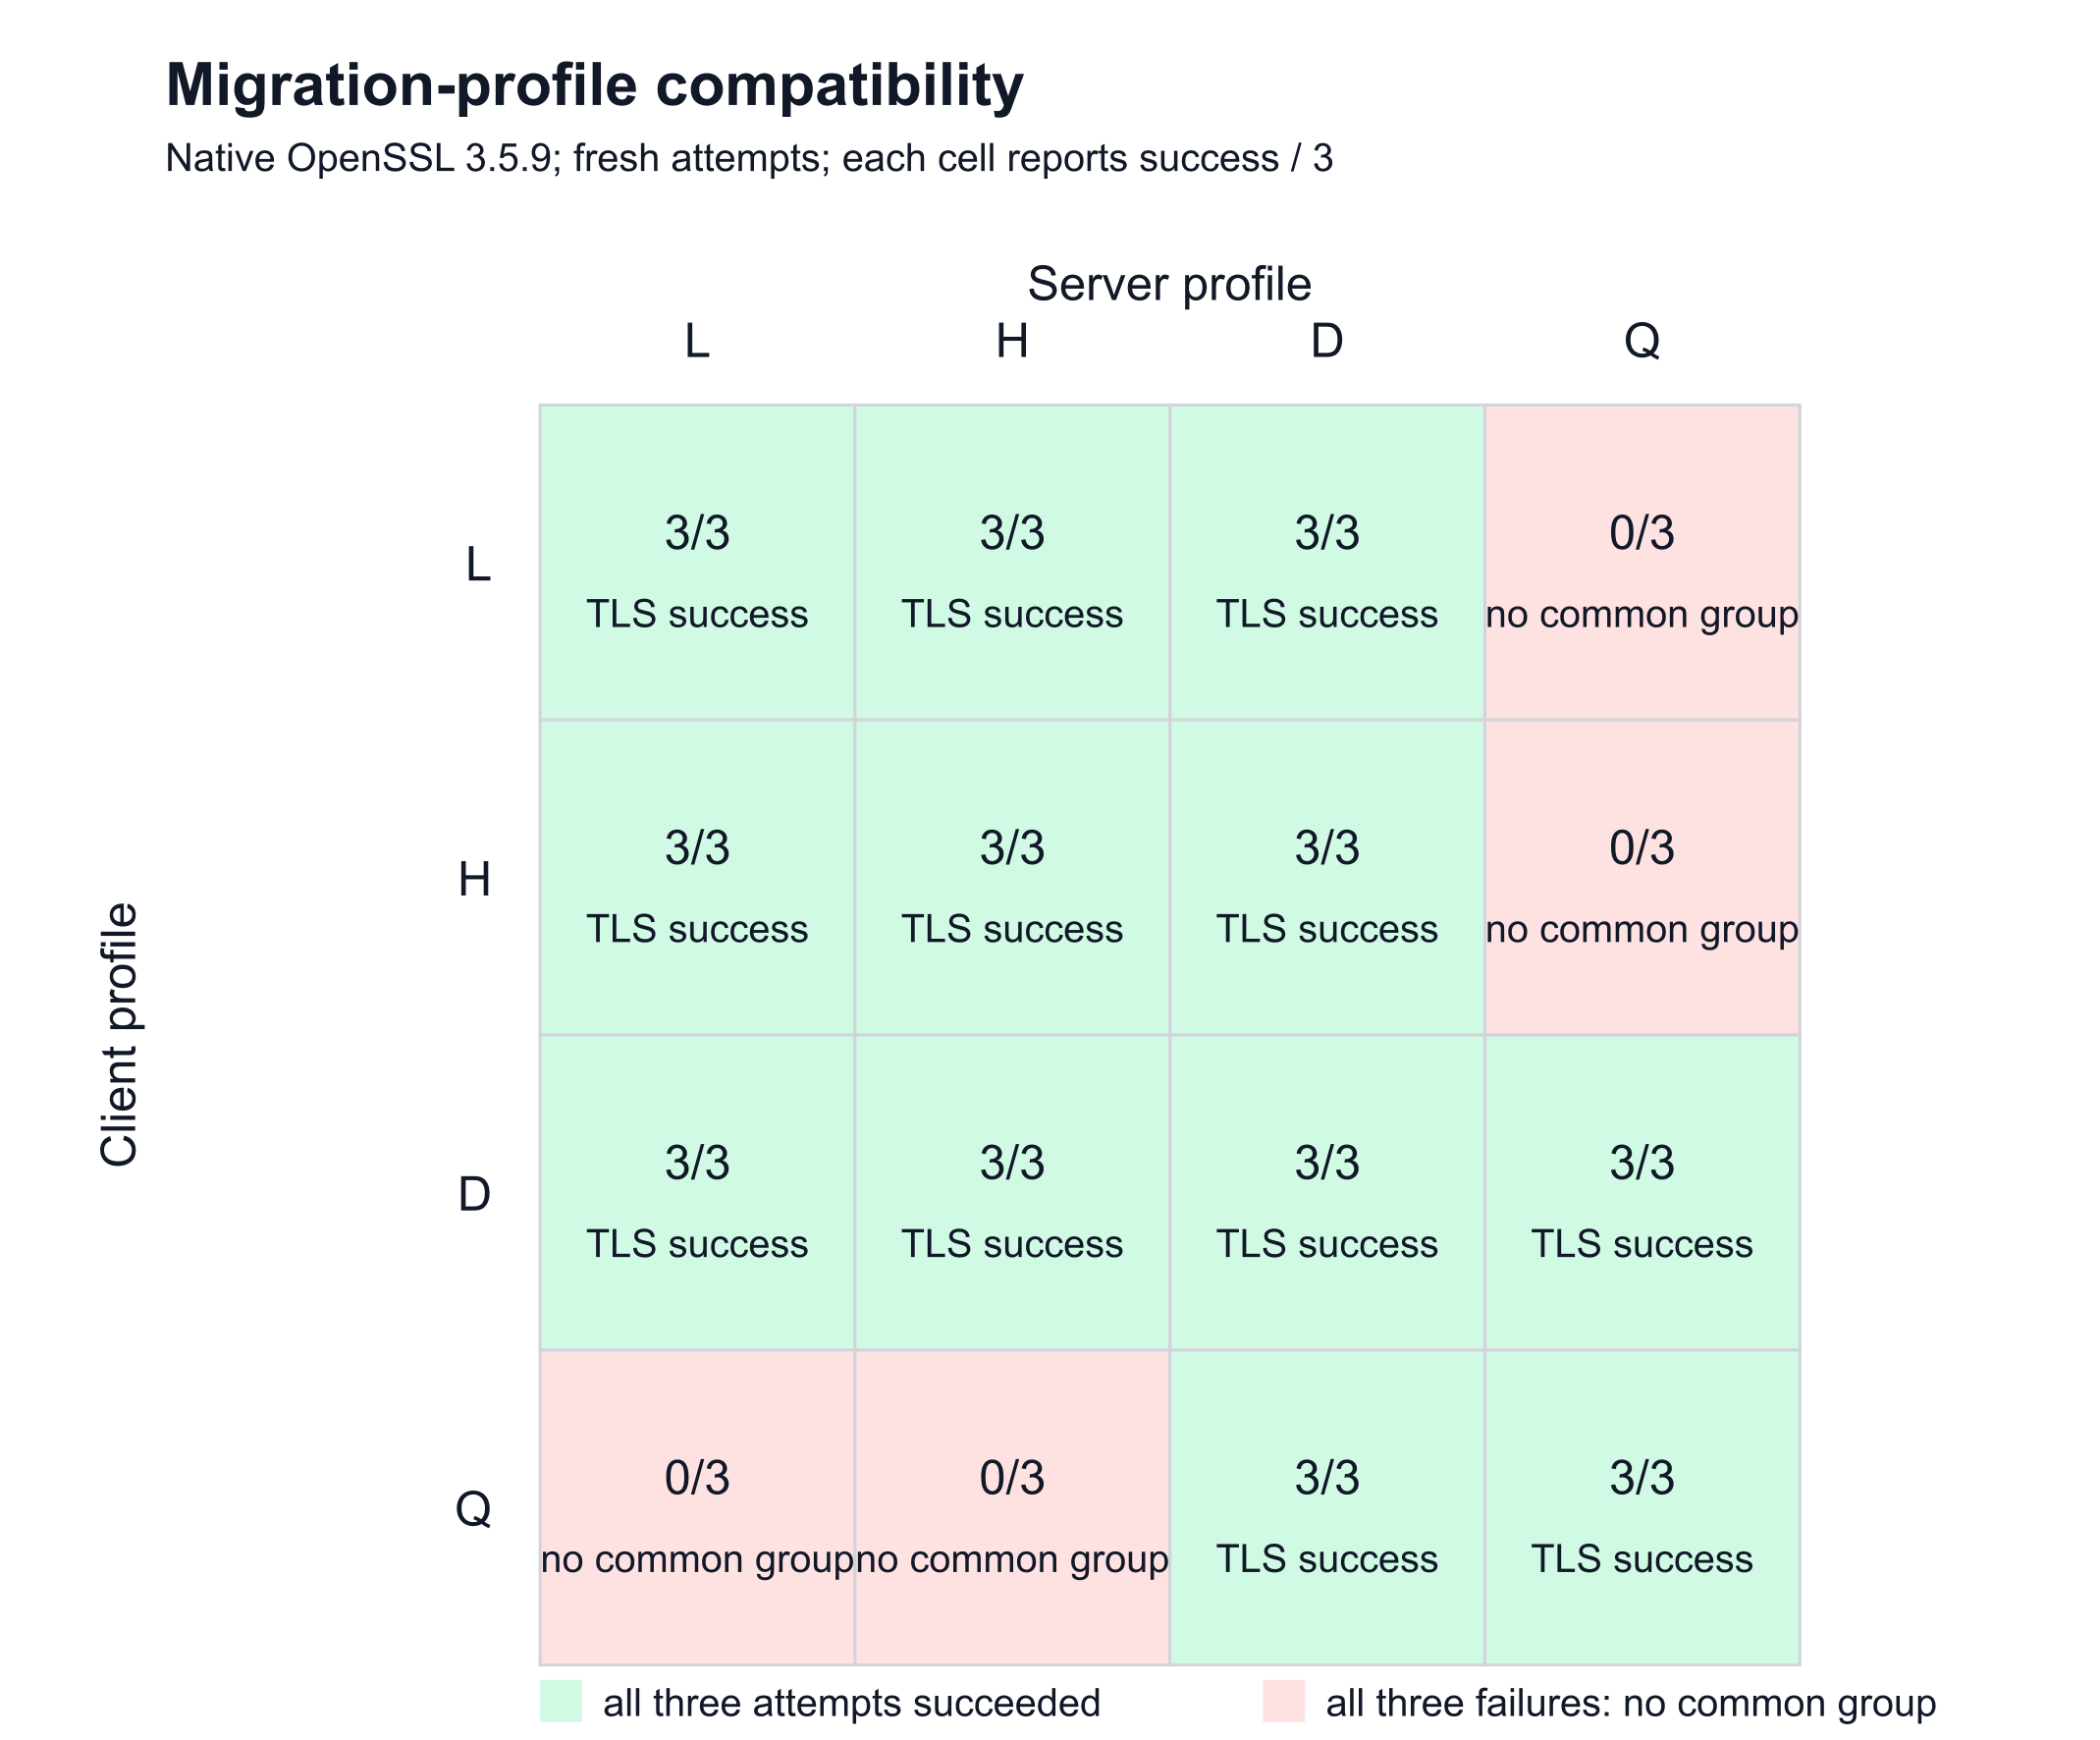 Migration-profile compatibility
Native OpenSSL 3.5.9; fresh attempts; each cell reports success / 3
Server profile
L H D Q
Client profile
L
3/3 3/3 3/3 0/3
TLS success TLS success TLS success no common group
H
3/3 3/3 3/3 0/3
TLS success TLS success TLS success no common group
D
3/3 3/3 3/3 3/3
TLS success TLS success TLS success TLS success
Q
0/3 0/3 3/3 3/3
no common group no common group TLS success TLS success
all three attempts succeeded all three failures: no common group